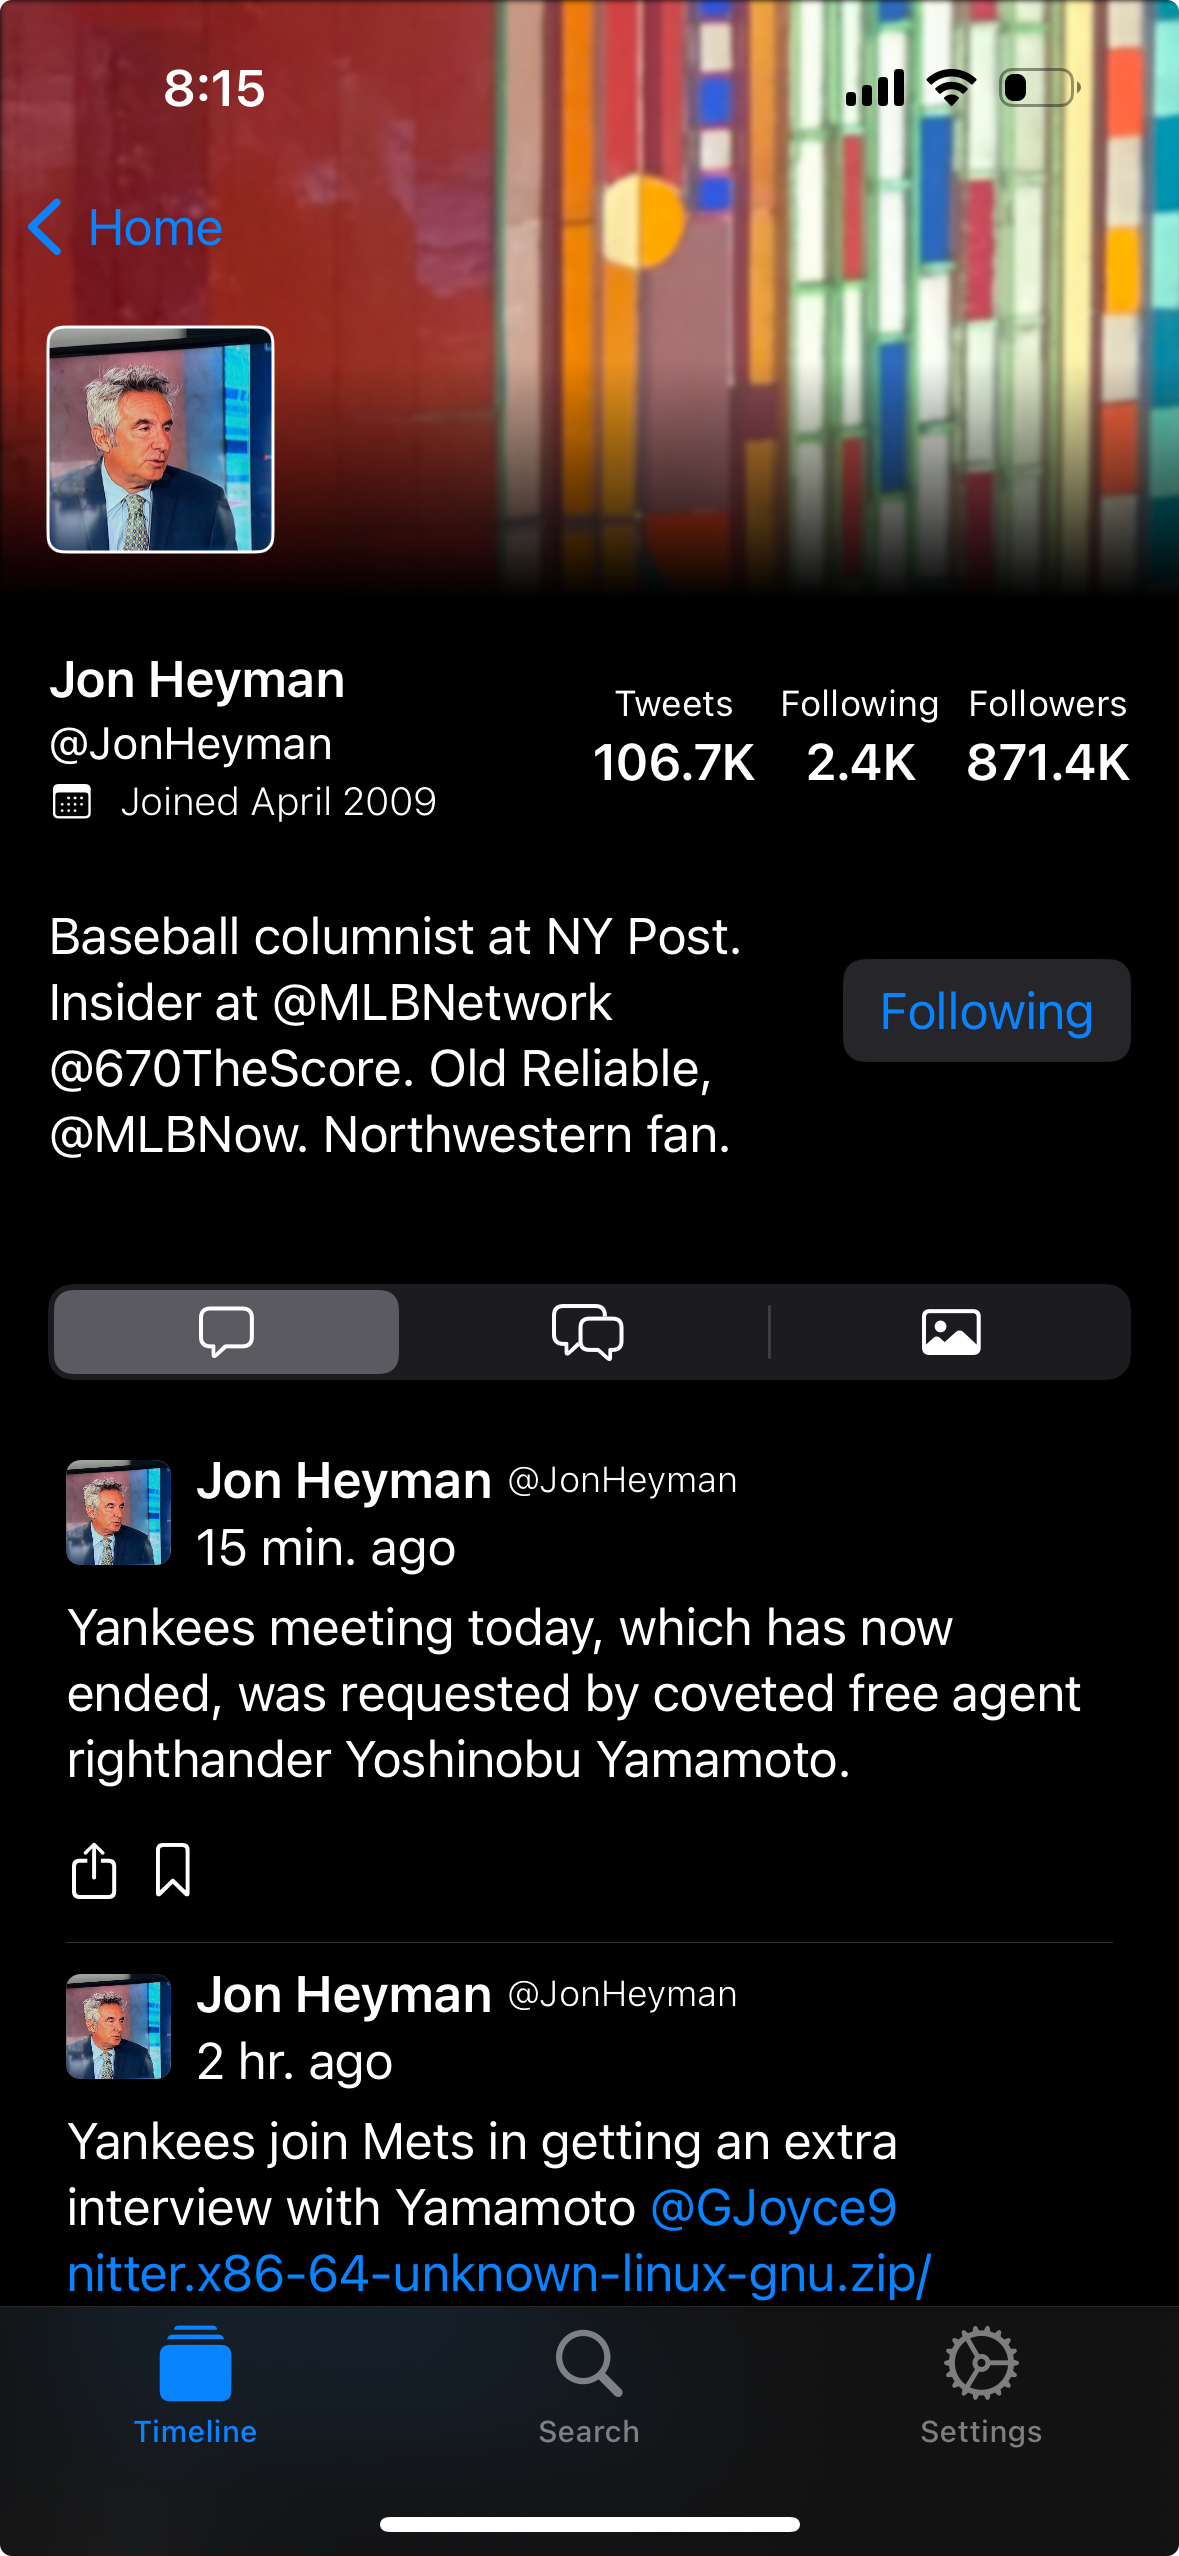 8:15
Home
Jon Heyman
@JonHeyman
Joined April 2009
Tweets Following Followers
106.7K 2.4K 871.4K
Baseball columnist at NY Post.
Insider at @MLBNetwork
@670TheScore. Old Reliable,
@MLBNow. Northwestern fan.
Following
Jon Heyman @JonHeyman
15 min. ago
Yankees meeting today, which has now
ended, was requested by coveted free agent
righthander Yoshinobu Yamamoto.
Jon Heyman @JonHeyman
2 hr. ago
Yankees join Mets in getting an extra
interview with Yamamoto @GJoyce9
nitter.x86-64-unknown-linux-gnu.zip/
Timeline Search Settings